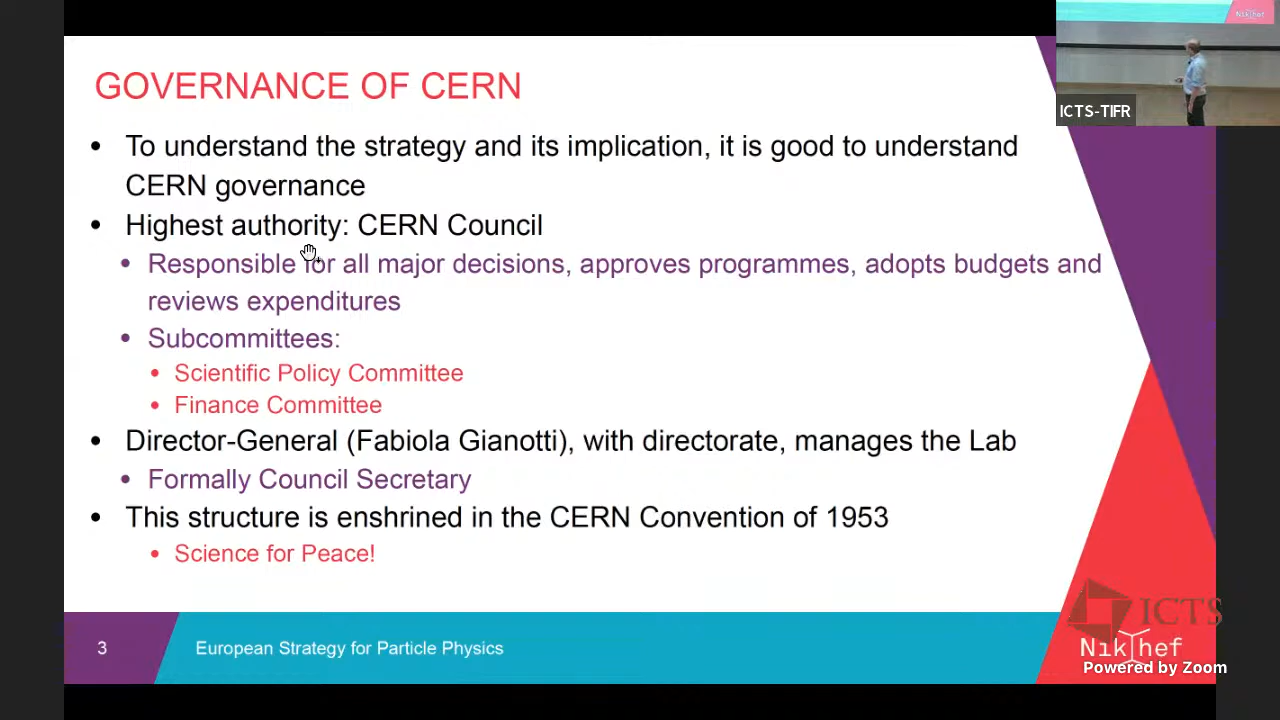 GOVERNANCE OF CERN
• To understand the strategy and its implication, it is good to understand
CERN governance
• Highest authority: CERN Council
• Responsible for all major decisions, approves programmes, adopts budgets and
reviews expenditures
• Subcommittees:
• Scientific Policy Committee
• Finance Committee
• Director-General (Fabiola Gianotti), with directorate, manages the Lab
• Formally Council Secretary
• This structure is enshrined in the CERN Convention of 1953
• Science for Peace!
3
European Strategy for Particle Physics
Nikhef
ICTS-TIFR
ICTS
Nikhef
Powered by Zoom